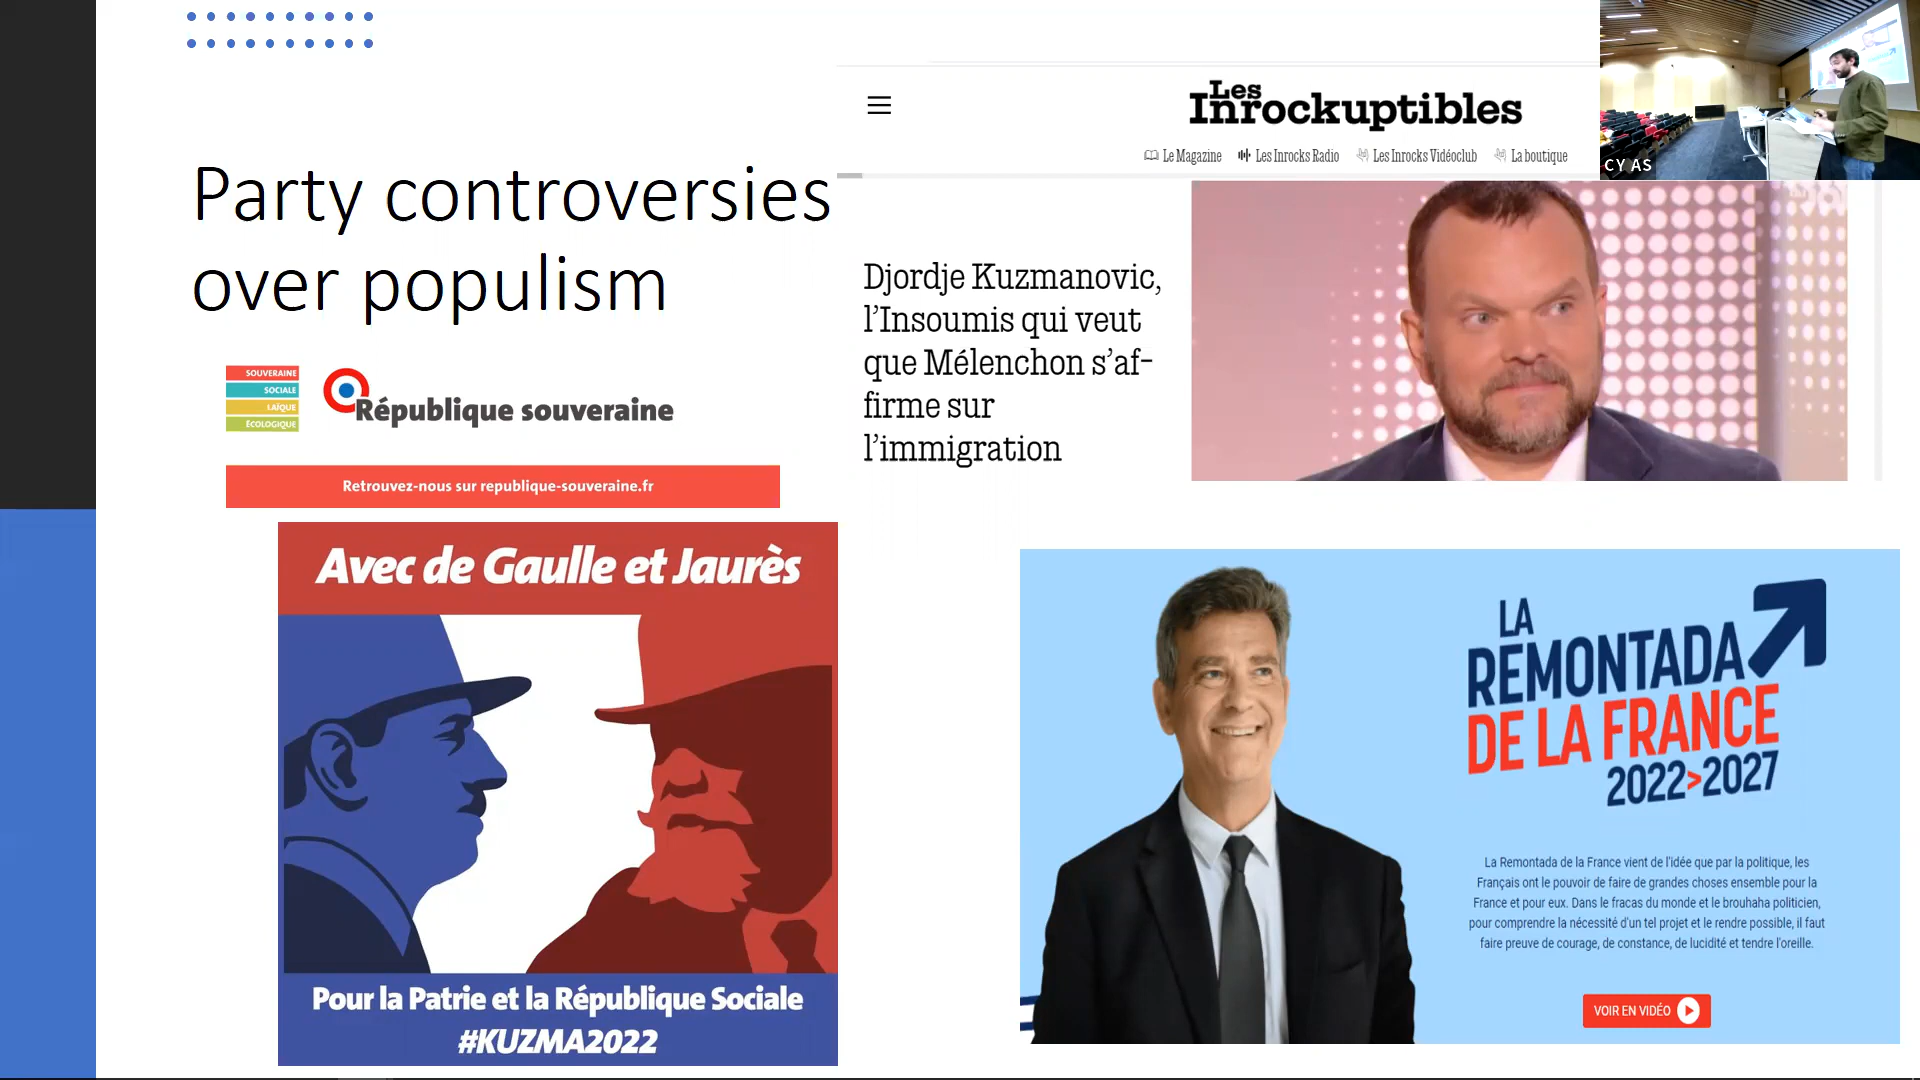 Party controversies
over populism
SOUVERAINE
SOCIALE
LAÏQUE
ÉCOLOGIQUE
République souveraine
Retrouvez-nous sur republique-souveraine.fr
Avec de Gaulle et Jaurès
Pour la Patrie et la République Sociale
#KUZMA2022
Les
Inrockuptibles
Le Magazine
Les Inrocks Radio
Les Inrocks Vidéoclub
La boutique
CY AS
Djordje Kuzmanovic,
l’Insoumis qui veut
que Mélenchon s’af-
firme sur
l’immigration
LA
REMONTADA
DE LA FRANCE
2022>2027
La Remontada de la France vient de l'idée que par la politique, les
Français ont le pouvoir de faire de grandes choses ensemble pour la
France et pour eux. Dans le fracas du monde et le brouhaha politicien,
pour comprendre la nécessité d'un tel projet et le rendre possible, il faut
faire preuve de courage, de constance, de lucidité et tendre l'oreille.
VOIR EN VIDÉO